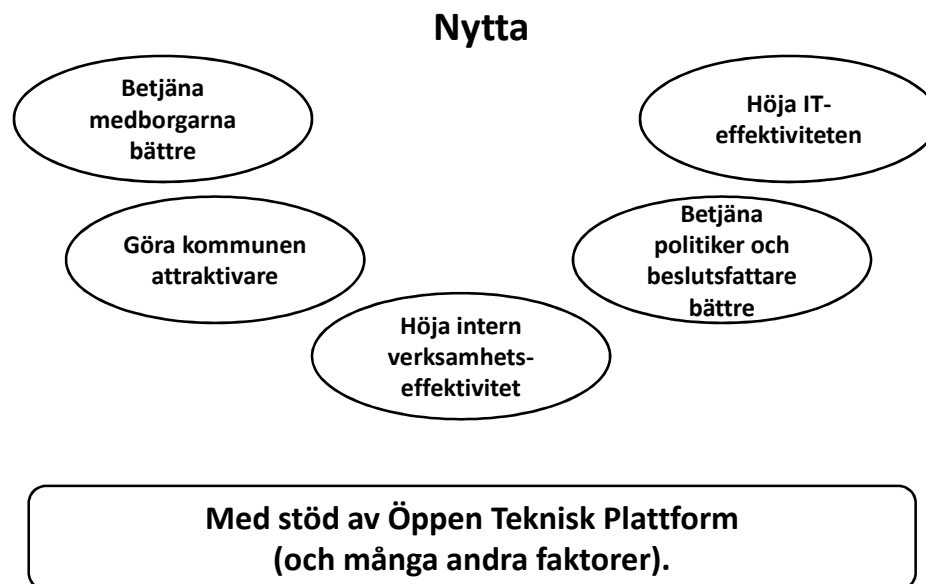 Nytta
Betjäna
medborgarna
bättre
Höja IT-
effektiviteten
Göra kommunen
attraktivare
Betjäna
politiker och
beslutsfattare
bättre
Höja intern
verksamhets-
effektivitet
Med stöd av Öppen Teknisk Plattform
(och många andra faktorer).